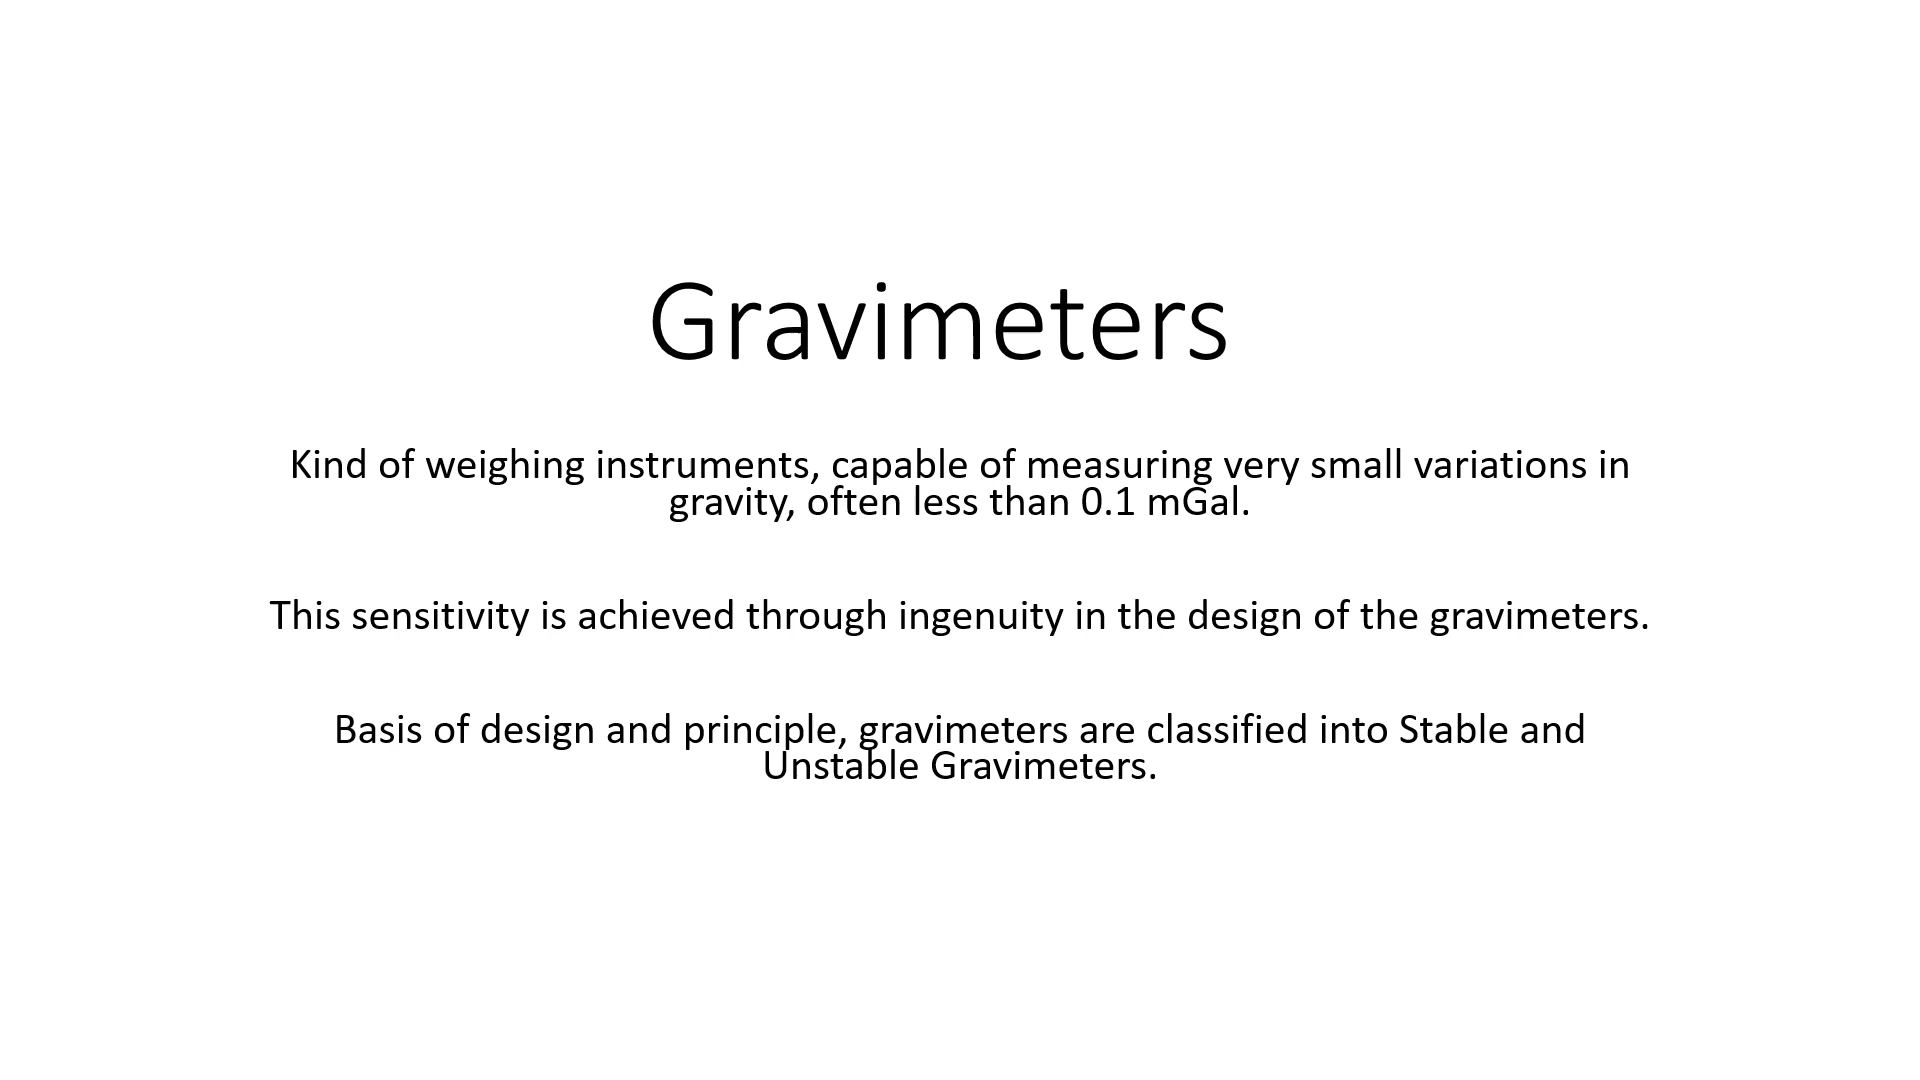 Gravimeters
Kind of weighing instruments, capable of measuring very small variations in
gravity, often less than 0.1 mGal.
This sensitivity is achieved through ingenuity in the design of the gravimeters.
Basis of design and principle, gravimeters are classified into Stable and
Unstable Gravimeters.